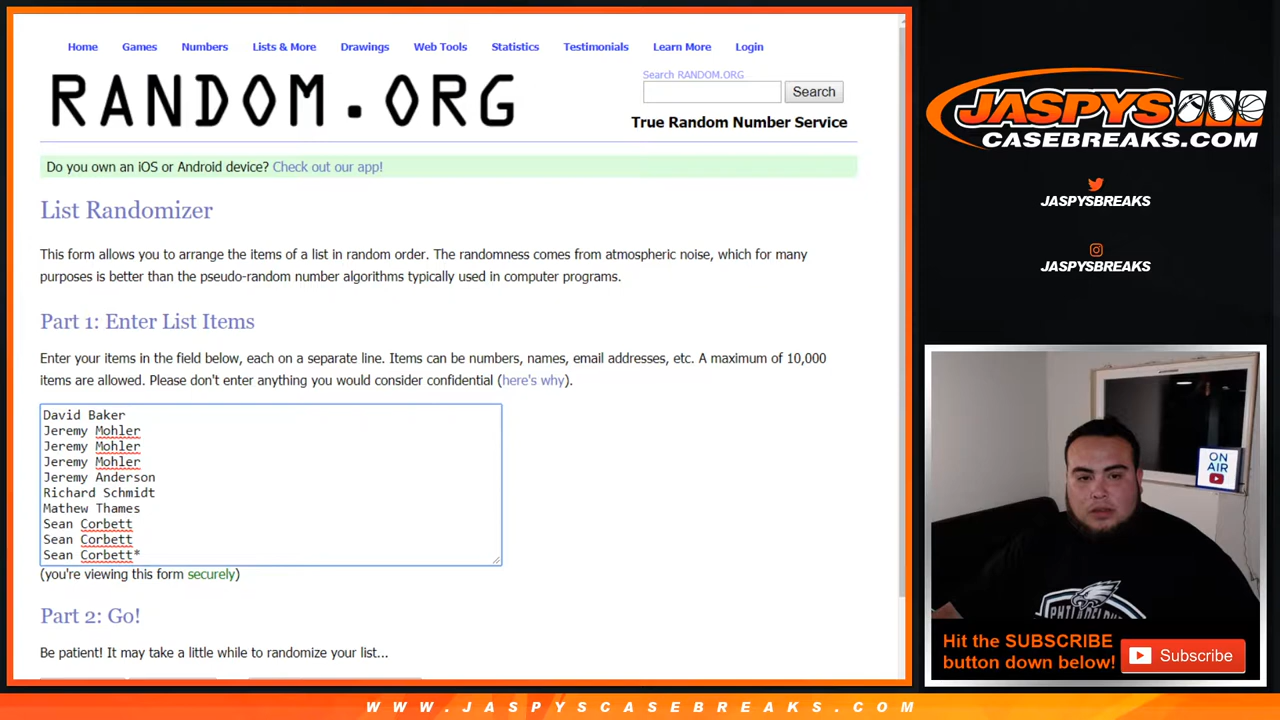 Home Games Numbers Lists & More Drawings Web Tools Statistics Testimonials Learn More Login
RANDOM.ORG
Search RANDOM.ORG
Search
True Random Number Service
Do you own an iOS or Android device? Check out our app!
List Randomizer
This form allows you to arrange the items of a list in random order. The randomness comes from atmospheric noise, which for many
purposes is better than the pseudo-random number algorithms typically used in computer programs.
Part 1: Enter List Items
Enter your items in the field below, each on a separate line. Items can be numbers, names, email addresses, etc. A maximum of 10,000
items are allowed. Please don't enter anything you would consider confidential (here's why).
David Baker
Jeremy Mohler
Jeremy Mohler
Jeremy Mohler
Jeremy Anderson
Richard Schmidt
Mathew Thames
Sean Corbett
Sean Corbett
Sean Corbett*
(you're viewing this form securely)
Part 2: Go!
Be patient! It may take a little while to randomize your list...
JASPYS
CASEBREAKS.COM
JASPYSBREAKS
JASPYSBREAKS
ON
AIR
PHILADELPHIA
Hit the SUBSCRIBE
button down below!
Subscribe
WWW.JASPYSCASEBREAKS.COM